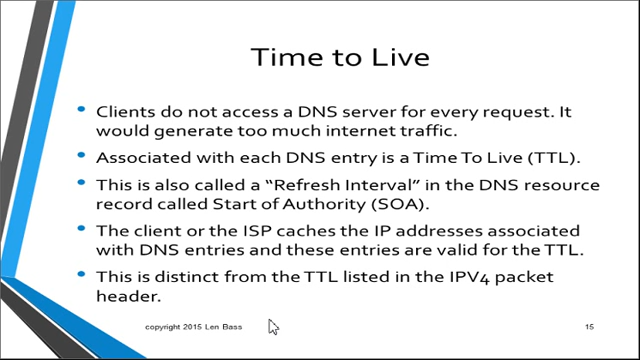 Time to Live
Clients do not access a DNS server for every request. It
would generate too much internet traffic.
Associated with each DNS entry is a Time To Live (TTL).
This is also called a “Refresh Interval” in the DNS resource
record called Start of Authority (SOA).
The client or the ISP caches the IP addresses associated
with DNS entries and these entries are valid for the TTL.
This is distinct from the TTL listed in the IPV4 packet
header.
copyright 2015 Len Bass
15